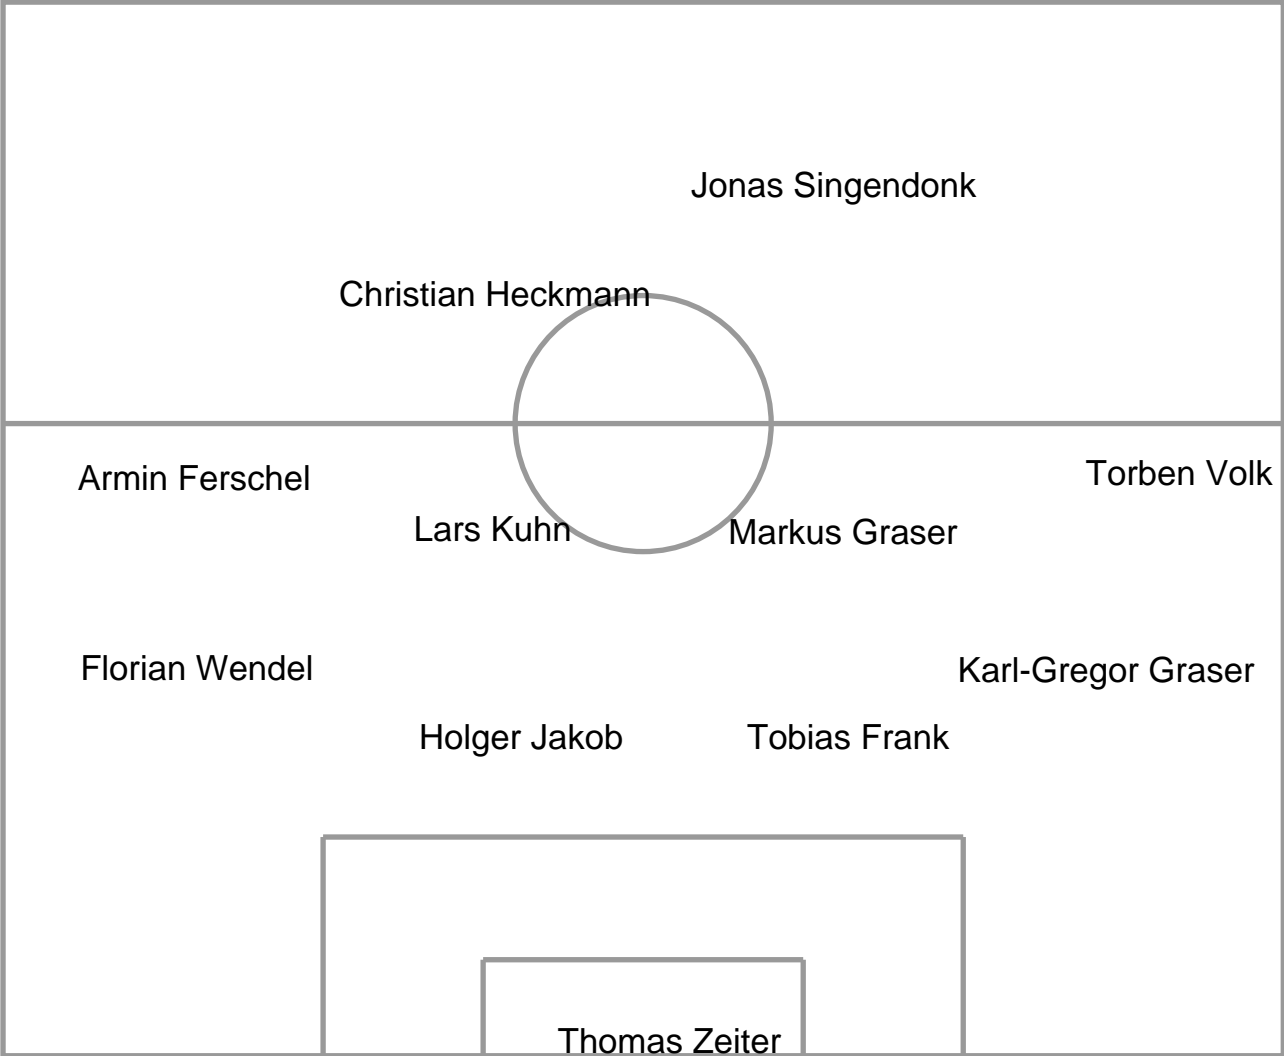 Jonas Singendonk
Christian Heckmann
Armin Ferschel
Torben Volk
Lars Kuhn
Markus Graser
Florian Wendel
Karl-Gregor Graser
Holger Jakob
Tobias Frank
Thomas Zeiter